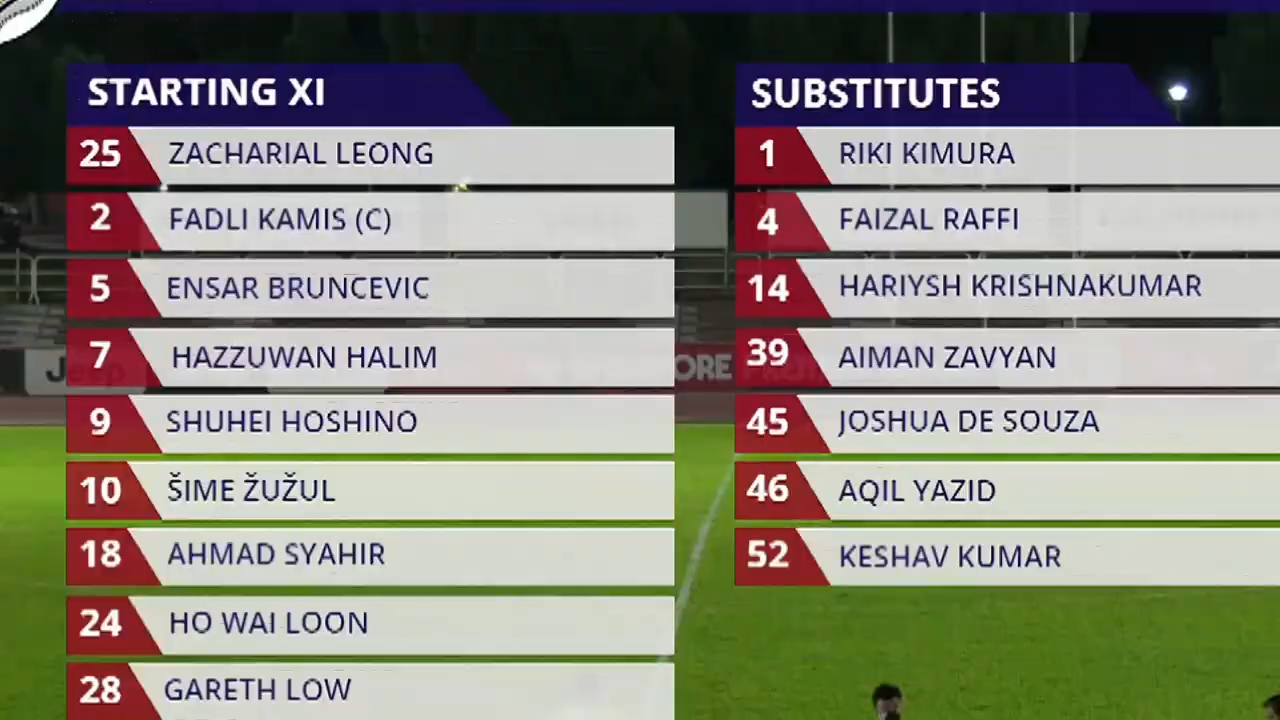 STARTING XI
25 ZACHARIAL LEONG
2 FADLI KAMIS (C)
5 ENSAR BRUNCEVIC
7 HAZZUWAN HALIM
9 SHUHEI HOSHINO
10 ŠIME ŽUŽUL
18 AHMAD SYAHIR
24 HO WAI LOON
28 GARETH LOW
SUBSTITUTES
1 RIKI KIMURA
4 FAIZAL RAFFI
14 HARIYSH KRISHNAKUMAR
39 AIMAN ZAVYAN
45 JOSHUA DE SOUZA
46 AQIL YAZID
52 KESHAV KUMAR
Jeep